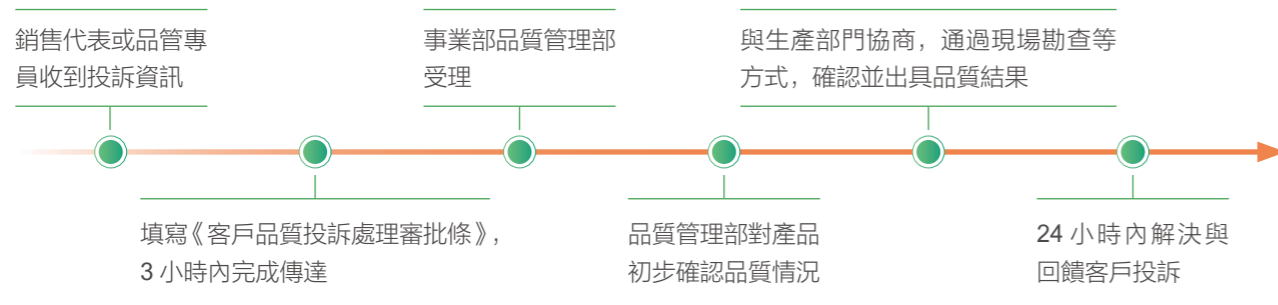 銷售代表或品管專
員收到投訴資訊
填寫《客戶品質投訴處理審批條》，
3 小時內完成傳達
事業部品質管理部
受理
品質管理部對產品
初步確認品質情況
與生產部門協商，通過現場勘查等
方式，確認並出具品質結果
24 小時內解決與
回饋客戶投訴